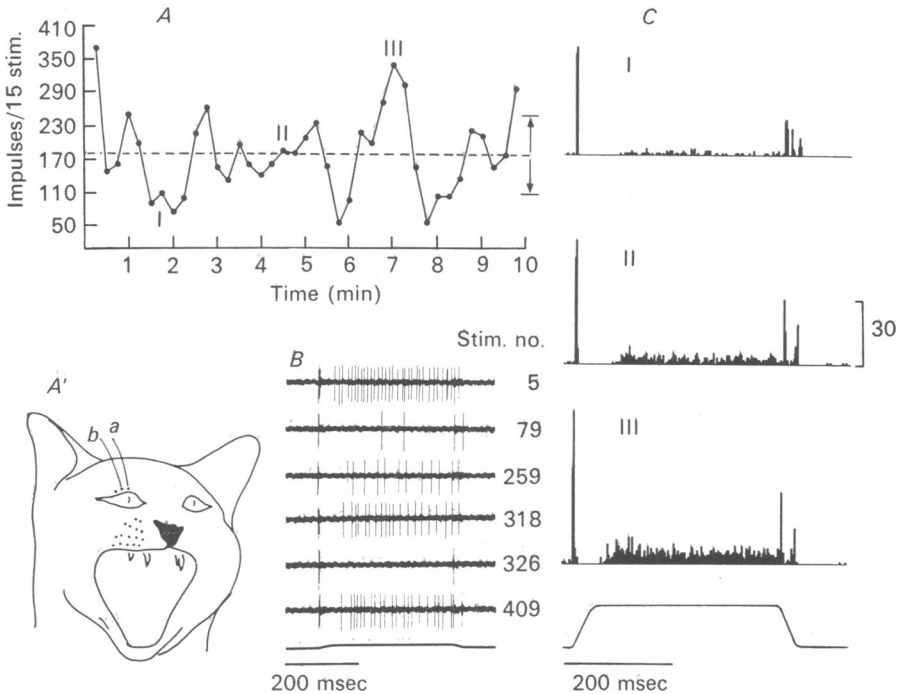 A
Impulses/15 stim.
410
350
290
230
170
110
50
I
II
III
1 2 3 4 5 6 7 8 9 10
Time (min)
A'
b a
B
Stim. no.
5
79
259
318
326
409
200 msec
C
I
II
30
III
200 msec